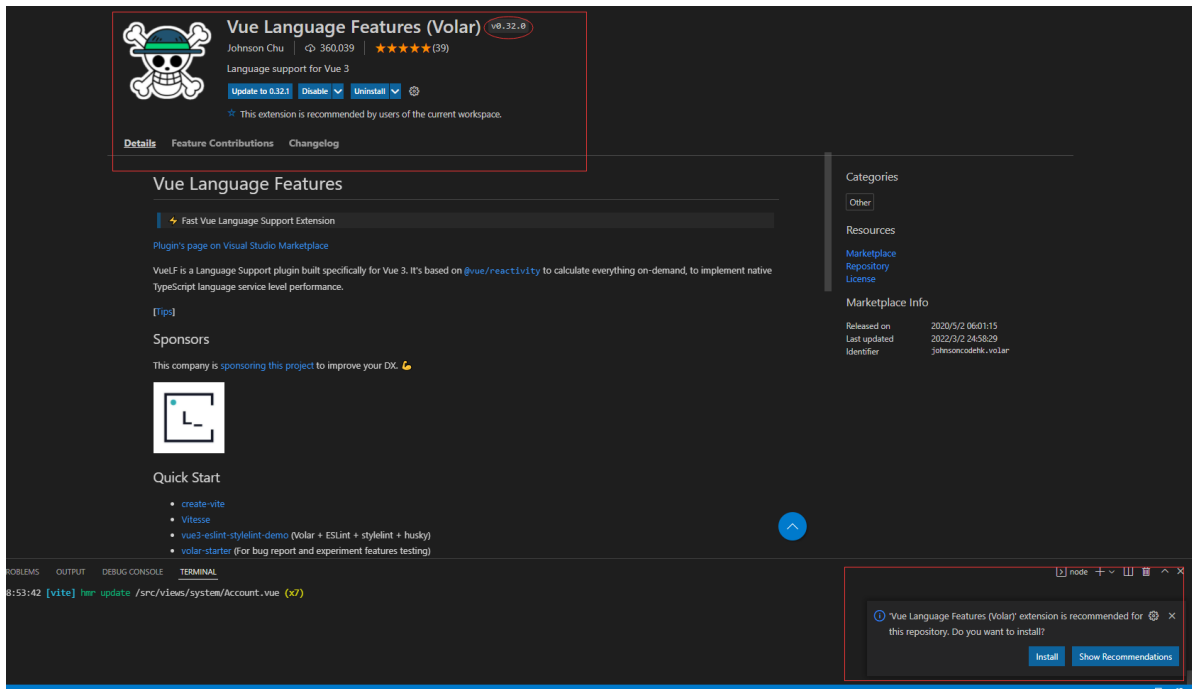 Vue Language Features (Volar) v0.32.0
Johnson Chu 360,039 (39)
Language support for Vue 3
Update to 0.32.1 Disable Uninstall
This extension is recommended by users of the current workspace.
Details Feature Contributions Changelog
Vue Language Features
Fast Vue Language Support Extension
Plugin's page on Visual Studio Marketplace
VueLF is a Language Support plugin built specifically for Vue 3. It's based on @vue/reactivity to calculate everything on-demand, to implement native
TypeScript language service level performance.
[Tips]
Sponsors
This company is sponsoring this project to improve your DX.
L_
Quick Start
create-vite
Vitesse
vue3-eslint-stylelint-demo (Volar + ESLint + stylelint + husky)
volar-starter (For bug report and experiment features testing)
Categories
Other
Resources
Marketplace
Repository
License
Marketplace Info
Released on 2020/5/2 06:01:15
Last updated 2022/3/2 24:58:29
Identifier johnsoncodehk.volar
ROBLEMS OUTPUT DEBUG CONSOLE TERMINAL node
8:53:42 [vite] hmr update /src/views/system/Account.vue (x7)
'Vue Language Features (Volar)' extension is recommended for
this repository. Do you want to install?
Install Show Recommendations